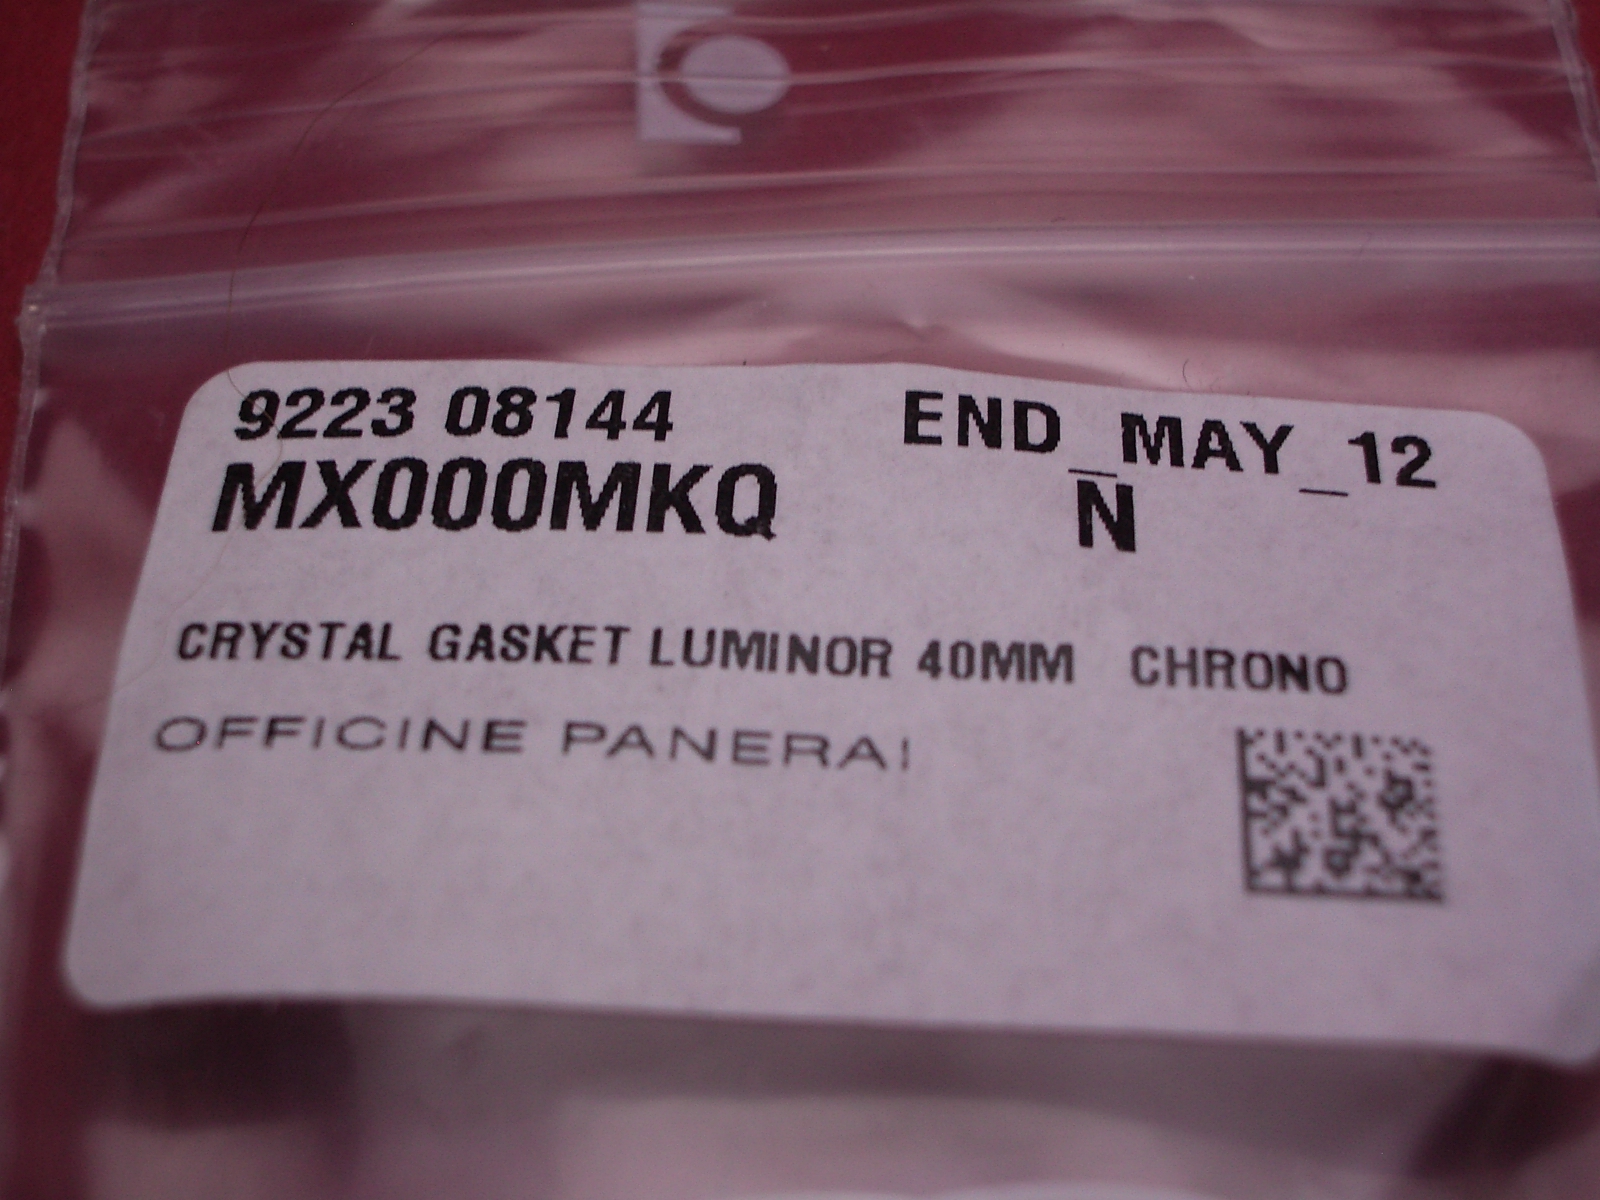 9223 08144 END_MAY_12
MX000MKQ N
CRYSTAL GASKET LUMINOR 40MM CHRONO
OFFICINE PANERAI